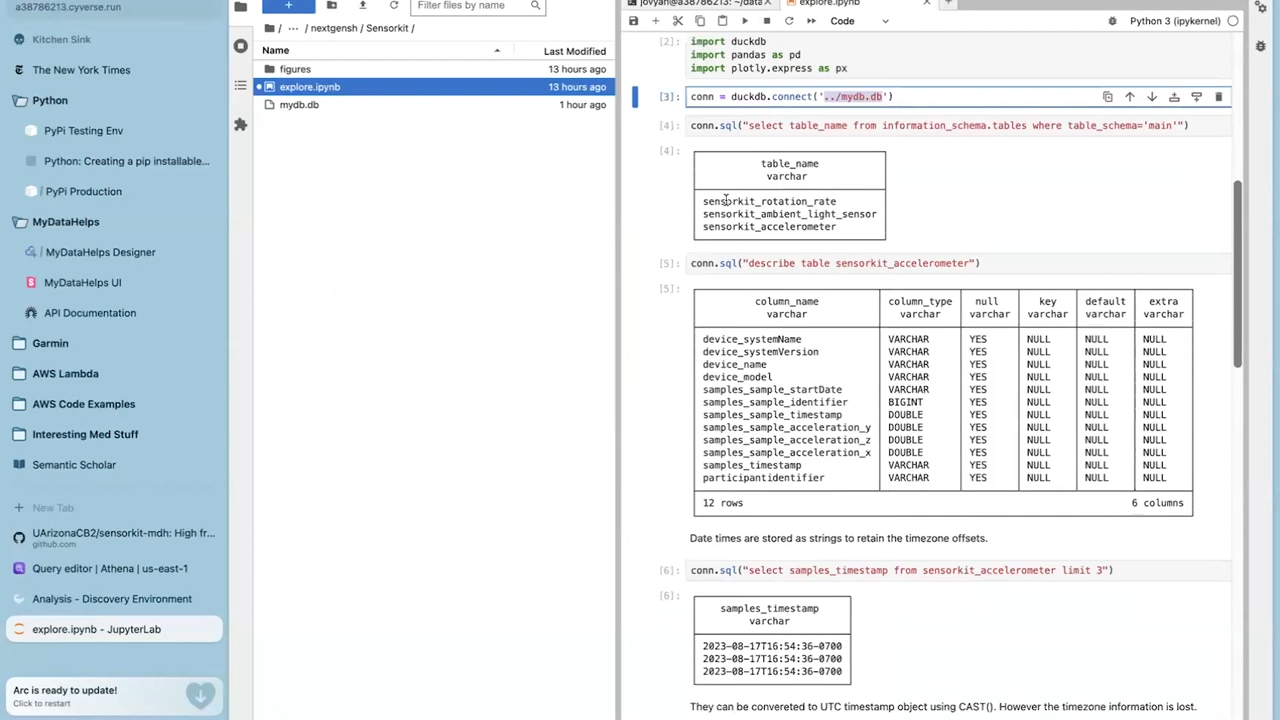 a38786213.cyverse.run
Kitchen Sink
The New York Times
Python
PyPi Testing Env
Python: Creating a pip installable...
/ PyPi Production
MyDataHelps
/ MyDataHelps Designer
MyDataHelps UI
API Documentation
Garmin
AWS Lambda
AWS Code Examples
Interesting Med Stuff
Semantic Scholar
+ New Tab
UArizonaCB2/sensorkit-mdh: High fr...
github.com
Query editor | Athena | us-east-1
Analysis - Discovery Environment
explore.ipynb - JupyterLab
Arc is ready to update!
Click to restart
Filter files by name
/ ... / nextgensh / Sensorkit /
Name Last Modified
figures 13 hours ago
explore.ipynb 13 hours ago
mydb.db 1 hour ago
jovyan@a38786213: ~/data
explore.ipynb
Code
Python 3 (ipykernel)
[2]: import duckdb
import pandas as pd
import plotly.express as px
[3]: conn = duckdb.connect('../mydb.db')
[4]: conn.sql("select table_name from information_schema.tables where table_schema='main'")
[4]:
table_name
varchar
sensorkit_rotation_rate
sensorkit_ambient_light_sensor
sensorkit_accelerometer
[5]: conn.sql("describe table sensorkit_accelerometer")
[5]:
column_name column_type null key default extra
varchar varchar varchar varchar varchar varchar
device_systemName VARCHAR YES NULL NULL NULL
device_systemVersion VARCHAR YES NULL NULL NULL
device_name VARCHAR YES NULL NULL NULL
device_model VARCHAR YES NULL NULL NULL
samples_sample_startDate VARCHAR YES NULL NULL NULL
samples_sample_identifier BIGINT YES NULL NULL NULL
samples_sample_timestamp DOUBLE YES NULL NULL NULL
samples_sample_acceleration_y DOUBLE YES NULL NULL NULL
samples_sample_acceleration_z DOUBLE YES NULL NULL NULL
samples_sample_acceleration_x DOUBLE YES NULL NULL NULL
samples_timestamp VARCHAR YES NULL NULL NULL
participantidentifier VARCHAR YES NULL NULL NULL
12 rows 6 columns
Date times are stored as strings to retain the timezone offsets.
[6]: conn.sql("select samples_timestamp from sensorkit_accelerometer limit 3")
[6]:
samples_timestamp
varchar
2023-08-17T16:54:36-0700
2023-08-17T16:54:36-0700
2023-08-17T16:54:36-0700
They can be convereted to UTC timestamp object using CAST(). However the timezone information is lost.